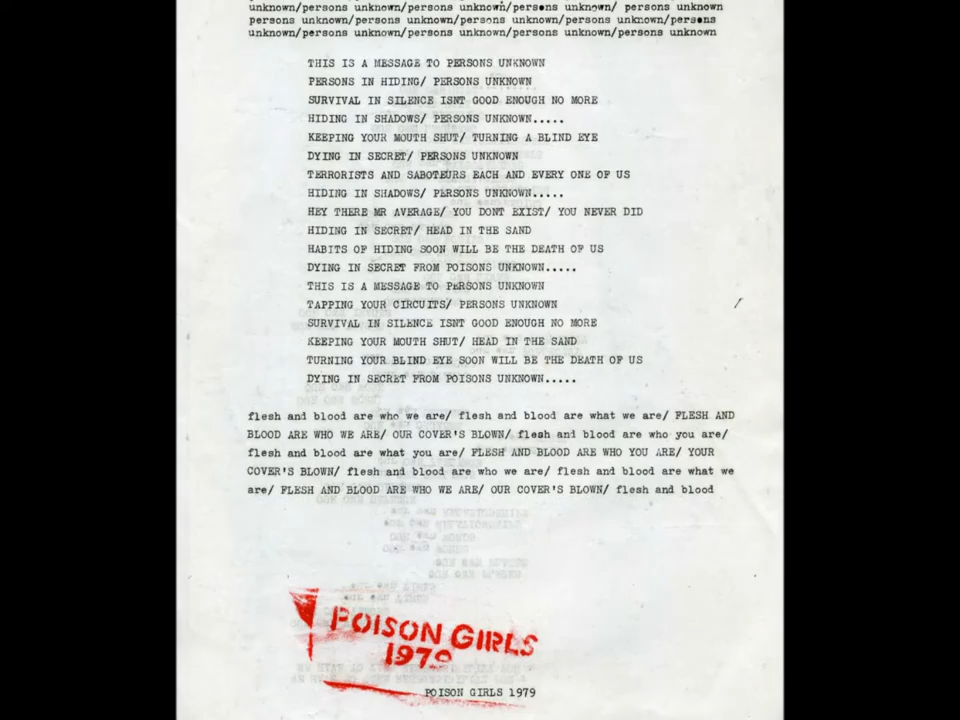 unknown/persons unknown/persons unknown/persons unknown/ persons unknown
persons unknown/persons unknown/persons unknown/persons unknown/persons
unknown/persons unknown/persons unknown/persons unknown/persons unknown
THIS IS A MESSAGE TO PERSONS UNKNOWN
PERSONS IN HIDING/ PERSONS UNKNOWN
SURVIVAL IN SILENCE ISNT GOOD ENOUGH NO MORE
HIDING IN SHADOWS/ PERSONS UNKNOWN.....
KEEPING YOUR MOUTH SHUT/ TURNING A BLIND EYE
DYING IN SECRET/ PERSONS UNKNOWN
TERRORISTS AND SABOTEURS EACH AND EVERY ONE OF US
HIDING IN SHADOWS/ PERSONS UNKNOWN.....
HEY THERE MR AVERAGE/ YOU DONT EXIST/ YOU NEVER DID
HIDING IN SECRET/ HEAD IN THE SAND
HABITS OF HIDING SOON WILL BE THE DEATH OF US
DYING IN SECRET FROM POISONS UNKNOWN.....
THIS IS A MESSAGE TO PERSONS UNKNOWN
TAPPING YOUR CIRCUITS/ PERSONS UNKNOWN
SURVIVAL IN SILENCE ISNT GOOD ENOUGH NO MORE
KEEPING YOUR MOUTH SHUT/ HEAD IN THE SAND
TURNING YOUR BLIND EYE SOON WILL BE THE DEATH OF US
DYING IN SECRET FROM POISONS UNKNOWN.....
flesh and blood are who we are/ flesh and blood are what we are/ FLESH AND
BLOOD ARE WHO WE ARE/ OUR COVER'S BLOWN/ flesh and blood are who you are/
flesh and blood are what you are/ FLESH AND BLOOD ARE WHO YOU ARE/ YOUR
COVER'S BLOWN/ flesh and blood are who we are/ flesh and blood are what we
are/ FLESH AND BLOOD ARE WHO WE ARE/ OUR COVER'S BLOWN/ flesh and blood
POISON GIRLS
1979
POISON GIRLS 1979